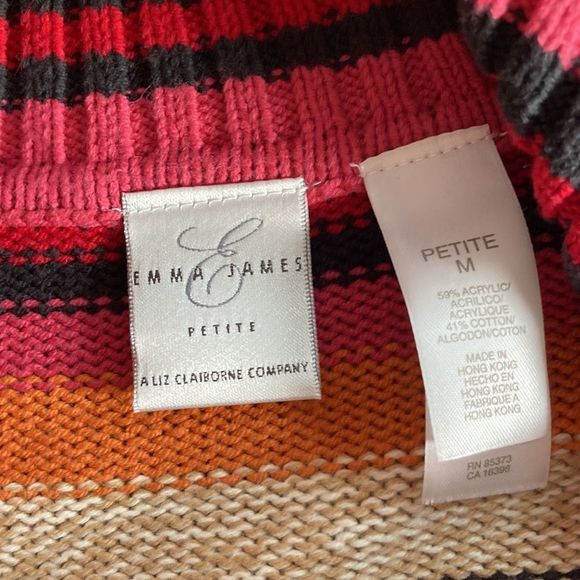 E
EMMA JAMES
PETITE
A LIZ CLAIBORNE COMPANY
PETITE
M
59% ACRYLIC/
ACRILICO/
ACRYLIQUE
41% COTTON/
ALGODON/COTON
MADE IN
HONG KONG
HECHO EN
HONG KONG
FABRIQUE A
HONG KONG
RN 85373
CA 16398